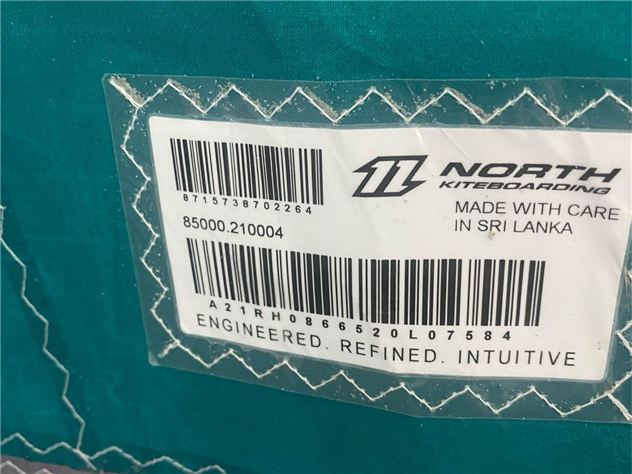 8715738702264
85000.210004
NORTH
KITEBOARDING
MADE WITH CARE
IN SRI LANKA
A21RH0866520L07584
ENGINEERED. REFINED. INTUITIVE